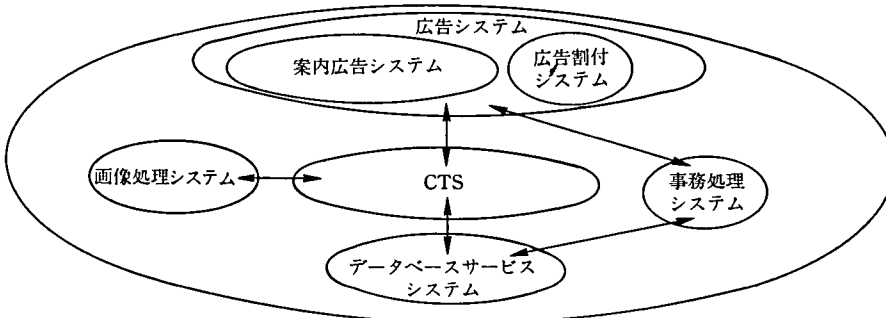 広告システム
案内広告システム
広告割付
システム
画像処理システム
CTS
事務処理
システム
データベースサービス
システム